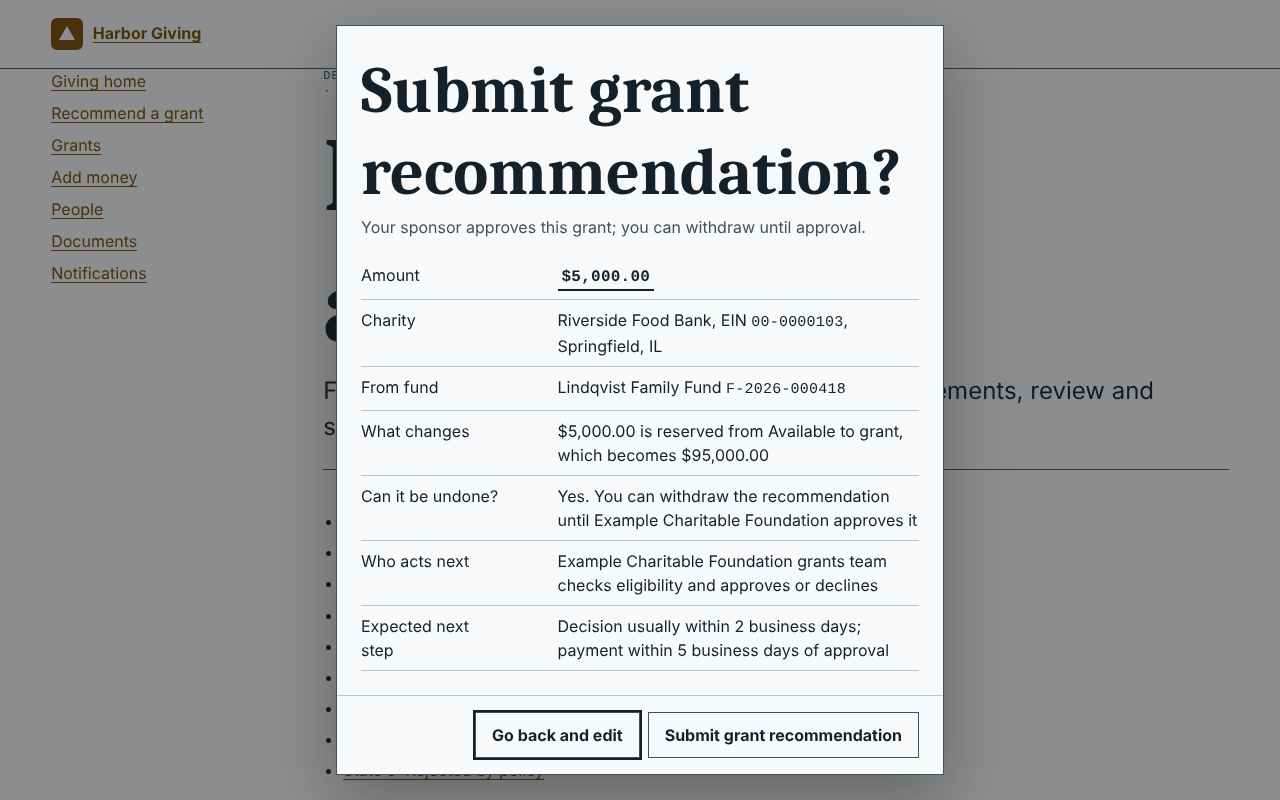 Harbor Giving
Giving home
Recommend a grant
Grants
Add money
People
Documents
Notifications
Submit grant
recommendation?
Your sponsor approves this grant; you can withdraw until approval.
Amount $5,000.00
Charity Riverside Food Bank, EIN 00-0000103,
Springfield, IL
From fund Lindqvist Family Fund F-2026-000418
What changes $5,000.00 is reserved from Available to grant,
which becomes $95,000.00
Can it be undone? Yes. You can withdraw the recommendation
until Example Charitable Foundation approves it
Who acts next Example Charitable Foundation grants team
checks eligibility and approves or declines
Expected next Decision usually within 2 business days;
step payment within 5 business days of approval
Go back and edit Submit grant recommendation
review and